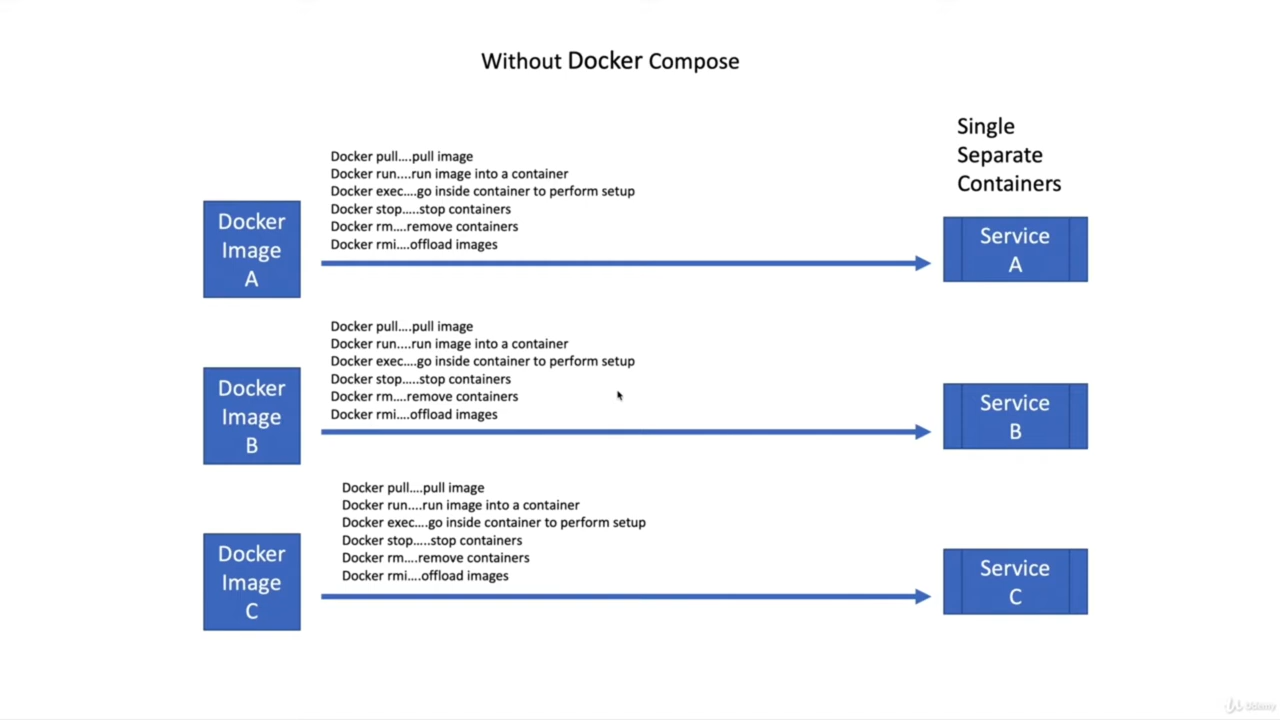 Without Docker Compose
Single
Separate
Containers
Docker pull....pull image
Docker run....run image into a container
Docker exec....go inside container to perform setup
Docker stop.....stop containers
Docker rm....remove containers
Docker rmi....offload images
Docker
Image
A
Service
A
Docker pull....pull image
Docker run....run image into a container
Docker exec....go inside container to perform setup
Docker stop.....stop containers
Docker rm....remove containers
Docker rmi....offload images
Docker
Image
B
Service
B
Docker pull....pull image
Docker run....run image into a container
Docker exec....go inside container to perform setup
Docker stop.....stop containers
Docker rm....remove containers
Docker rmi....offload images
Docker
Image
C
Service
C
Udemy